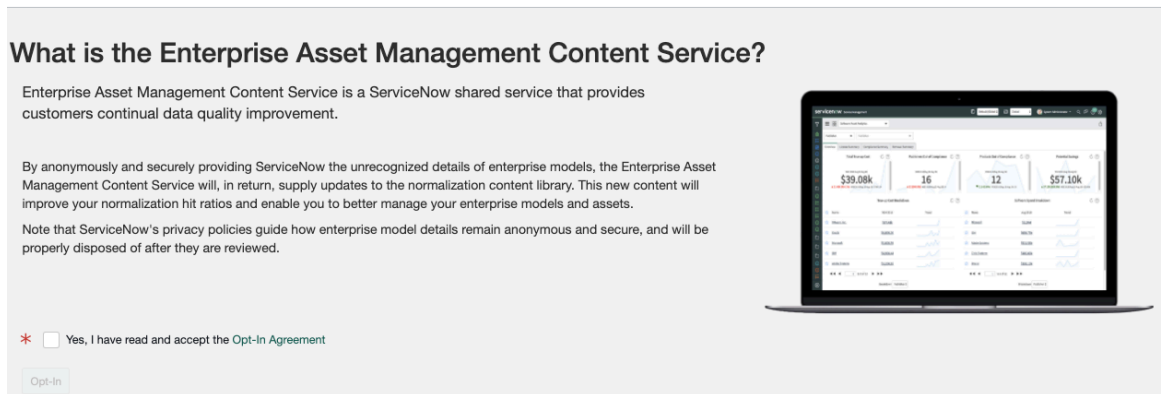 What is the Enterprise Asset Management Content Service?
Enterprise Asset Management Content Service is a ServiceNow shared service that provides
customers continual data quality improvement.
By anonymously and securely providing ServiceNow the unrecognized details of enterprise models, the Enterprise Asset
Management Content Service will, in return, supply updates to the normalization content library. This new content will
improve your normalization hit ratios and enable you to better manage your enterprise models and assets.
Note that ServiceNow's privacy policies guide how enterprise model details remain anonymous and secure, and will be
properly disposed of after they are reviewed.
* Yes, I have read and accept the Opt-In Agreement
Opt-In
servicenow
$39.08k
16
12
$57.10k